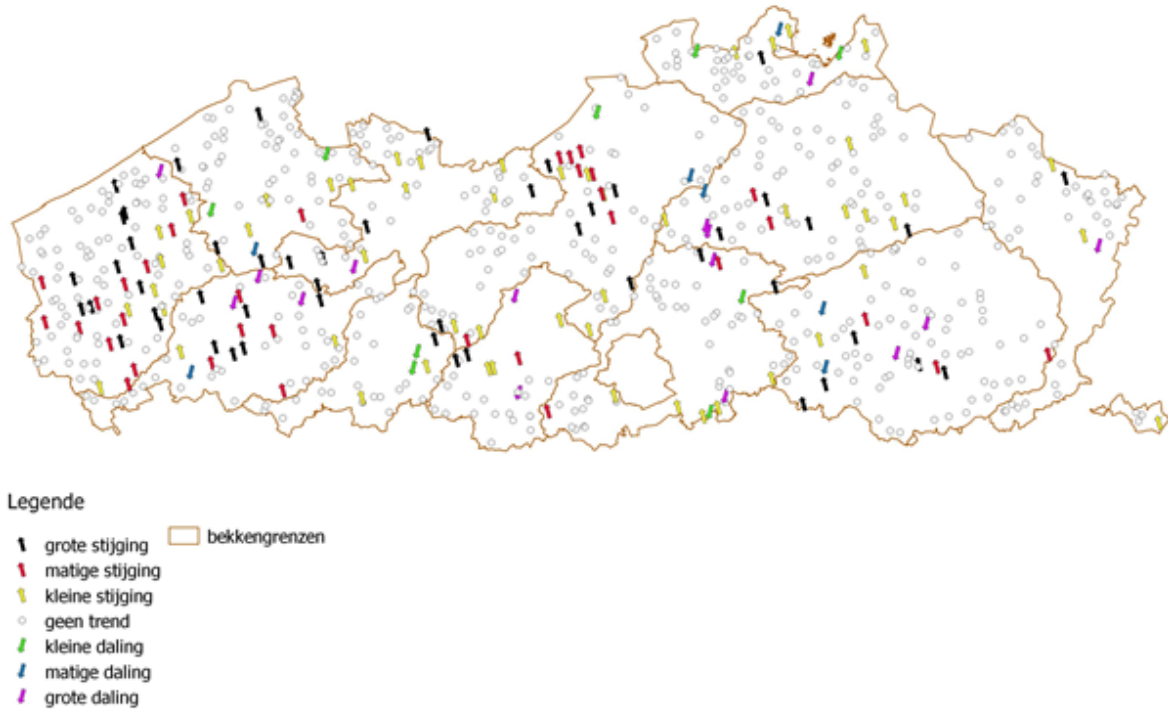 Legende
grote stijging
bekkengrenzen
matige stijging
kleine stijging
geen trend
kleine daling
matige daling
grote daling